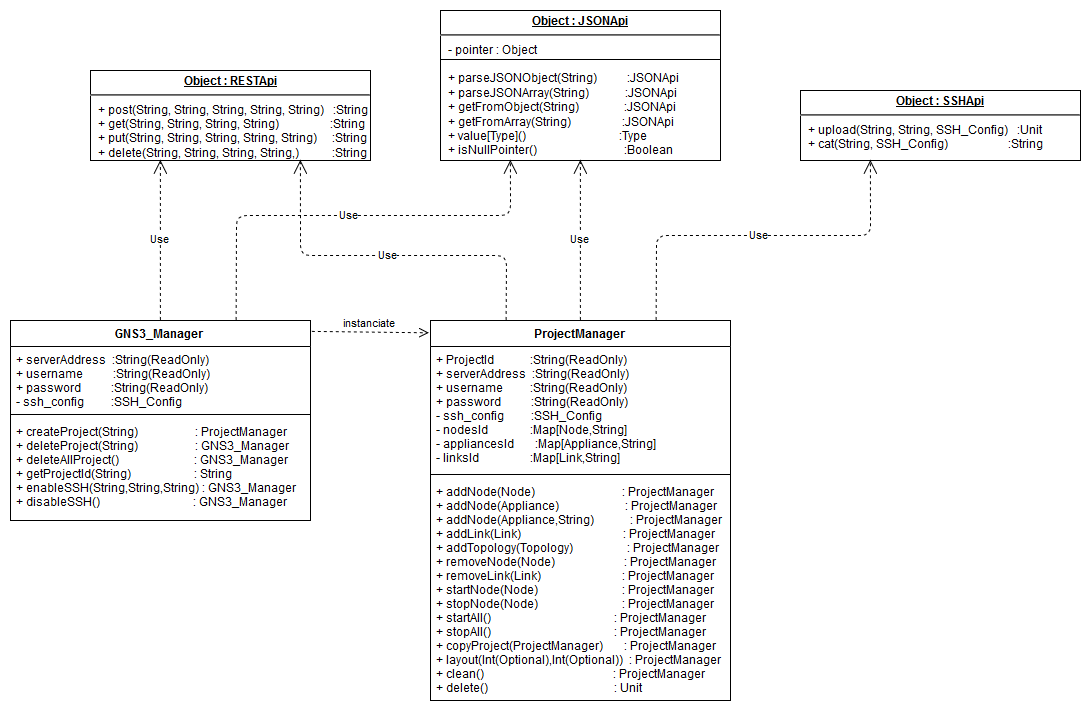 Object : JSONApi
- pointer : Object
+ parseJSONObject(String) :JSONApi
+ parseJSONArray(String) :JSONApi
+ getFromObject(String) :JSONApi
+ getFromArray(String) :JSONApi
+ value[Type]() :Type
+ isNullPointer() :Boolean
Object : RESTApi
+ post(String, String, String, String, String) :String
+ get(String, String, String, String) :String
+ put(String, String, String, String, String) :String
+ delete(String, String, String, String,) :String
Object : SSHApi
+ upload(String, String, SSH_Config) :Unit
+ cat(String, SSH_Config) :String
Use
Use
Use
Use
Use
instanciate
GNS3_Manager
+ serverAddress :String(ReadOnly)
+ username :String(ReadOnly)
+ password :String(ReadOnly)
- ssh_config :SSH_Config
+ createProject(String) : ProjectManager
+ deleteProject(String) : GNS3_Manager
+ deleteAllProject() : GNS3_Manager
+ getProjectId(String) : String
+ enableSSH(String,String,String) : GNS3_Manager
+ disableSSH() : GNS3_Manager
ProjectManager
+ ProjectId :String(ReadOnly)
+ serverAddress :String(ReadOnly)
+ username :String(ReadOnly)
+ password :String(ReadOnly)
- ssh_config :SSH_Config
- nodesId :Map[Node,String]
- appliancesId :Map[Appliance,String]
- linksId :Map[Link,String]
+ addNode(Node) : ProjectManager
+ addNode(Appliance) : ProjectManager
+ addNode(Appliance,String) : ProjectManager
+ addLink(Link) : ProjectManager
+ addTopology(Topology) : ProjectManager
+ removeNode(Node) : ProjectManager
+ removeLink(Link) : ProjectManager
+ startNode(Node) : ProjectManager
+ stopNode(Node) : ProjectManager
+ startAll() : ProjectManager
+ stopAll() : ProjectManager
+ copyProject(ProjectManager) : ProjectManager
+ layout(Int(Optional),Int(Optional)) : ProjectManager
+ clean() : ProjectManager
+ delete() : Unit